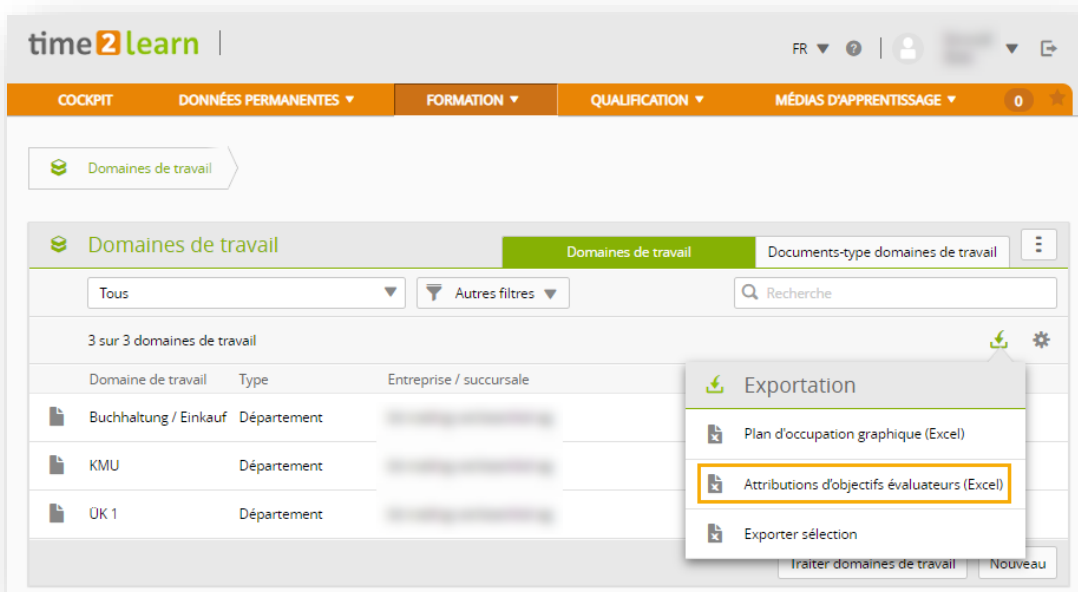 time2learn
FR
COCKPIT DONNÉES PERMANENTES FORMATION QUALIFICATION MÉDIAS D'APPRENTISSAGE 0
Domaines de travail
Domaines de travail
Domaines de travail Documents-type domaines de travail
Tous Autres filtres Recherche
3 sur 3 domaines de travail
Domaine de travail Type Entreprise / succursale
Buchhaltung / Einkauf Département
KMU Département
ÜK 1 Département
Exportation
Plan d'occupation graphique (Excel)
Attributions d'objectifs évaluateurs (Excel)
Exporter sélection
Traiter domaines de travail Nouveau